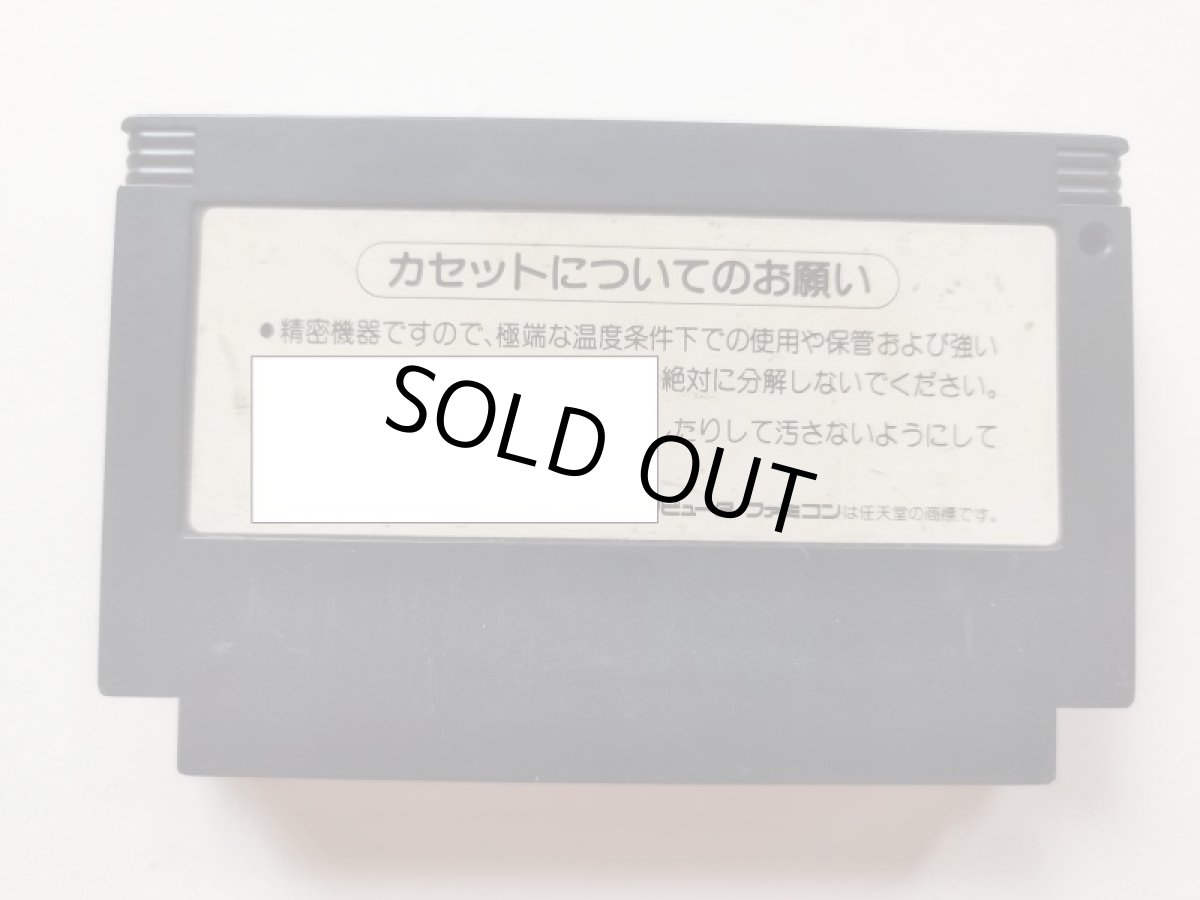 カセットについてのお願い
●精密機器ですので、極端な温度条件下での使用や保管および強い
絶対に分解しないでください。
たりして汚さないようにして
SOLD OUT
ピュータ ファミコンは任天堂の商標です。